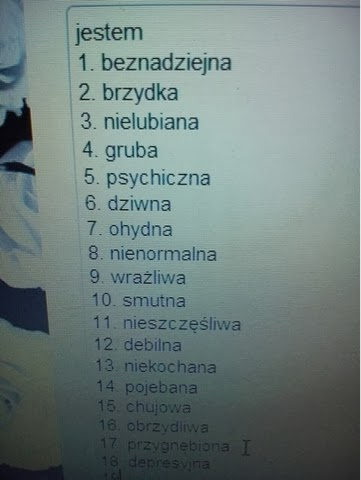 jestem
1. beznadziejna
2. brzydka
3. nielubiana
4. gruba
5. psychiczna
6. dziwna
7. ohydna
8. nienormalna
9. wrażliwa
10. smutna
11. nieszczęśliwa
12. debilna
13. niekochana
14. pojebana
15. chujowa
16. obrzydliwa
17. przygnębiona
18. depresyjna
19.